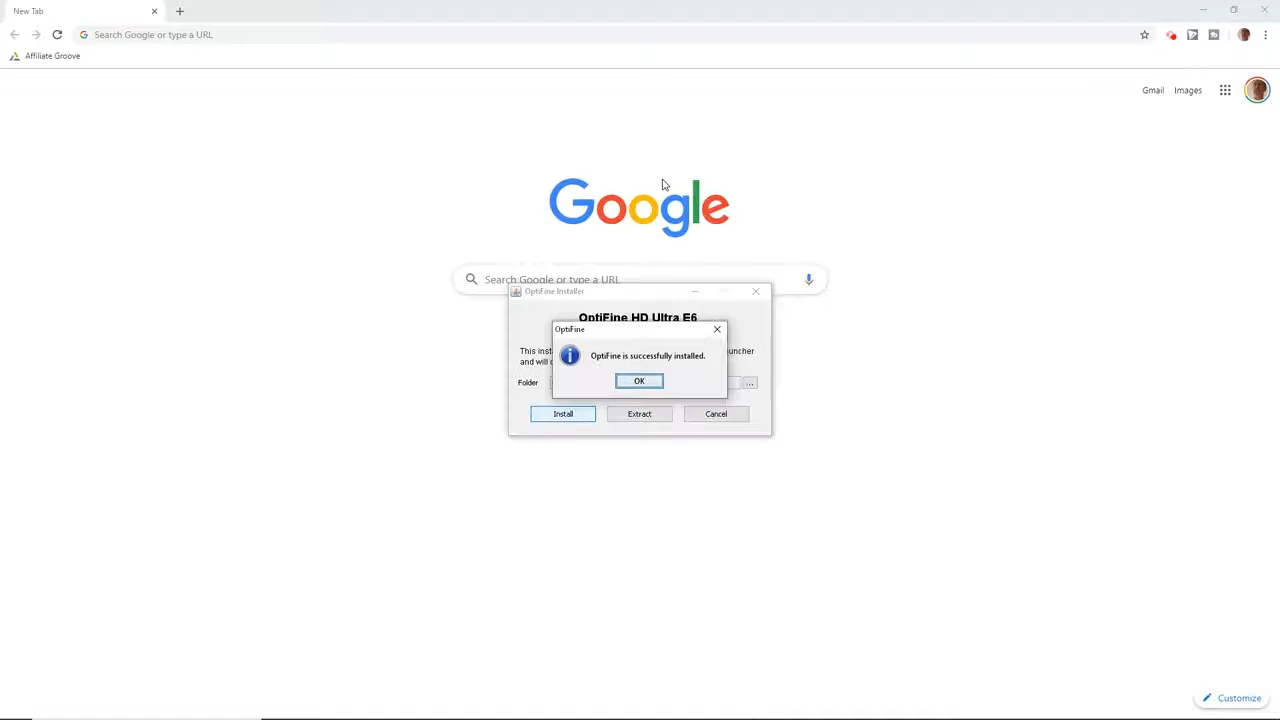 New Tab
Search Google or type a URL
Affiliate Groove
Gmail Images
Google
Search Google or type a URL
OptiFine Installer
OptiFine HD Ultra E6
OptiFine
This inst
uncher
OptiFine is successfully installed.
and will
Folder
...
OK
Install Extract Cancel
Customize